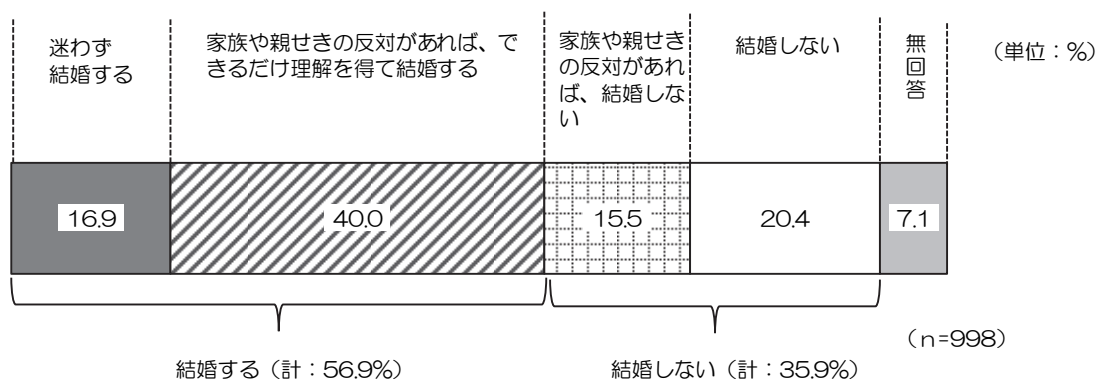 迷わず
結婚する
家族や親せきの反対があれば、で
きるだけ理解を得て結婚する
家族や親せき
の反対があれ
ば、結婚しな
い
結婚しない
無
回
答
(単位:%)
16.9
40.0
15.5
20.4
7.1
(n=998)
結婚する(計:56.9%)
結婚しない(計:35.9%)